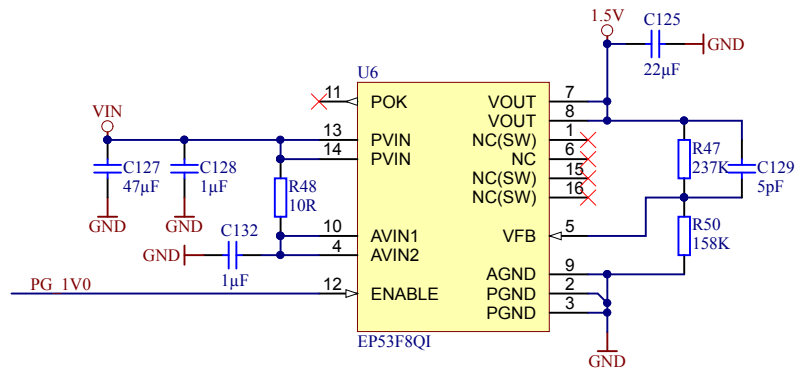 1.5V
C125
22µF
GND
U6
11
POK
VOUT
7
VOUT
8
VIN
13
PVIN
14
PVIN
NC(SW)
1
NC
6
NC(SW)
15
NC(SW)
16
C127
47µF
C128
1µF
R48
10R
R47
237K
C129
5pF
GND
GND
10
AVIN1
4
AVIN2
VFB
5
R50
158K
GND
C132
1µF
AGND
9
PGND
2
PGND
3
PG_1V0
12
ENABLE
EP53F8QI
GND